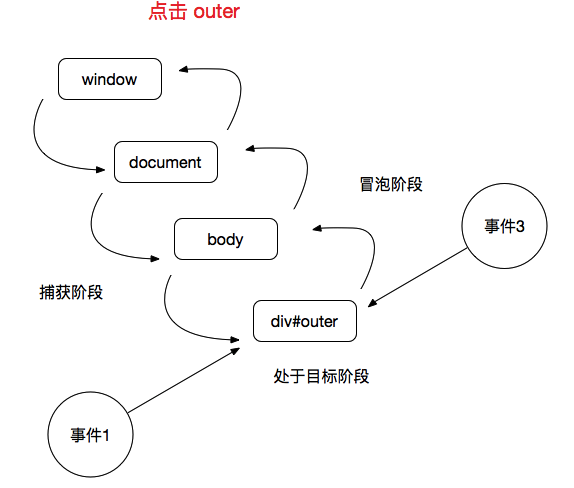 点击 outer
window
document
冒泡阶段
事件3
body
捕获阶段
div#outer
处于目标阶段
事件1